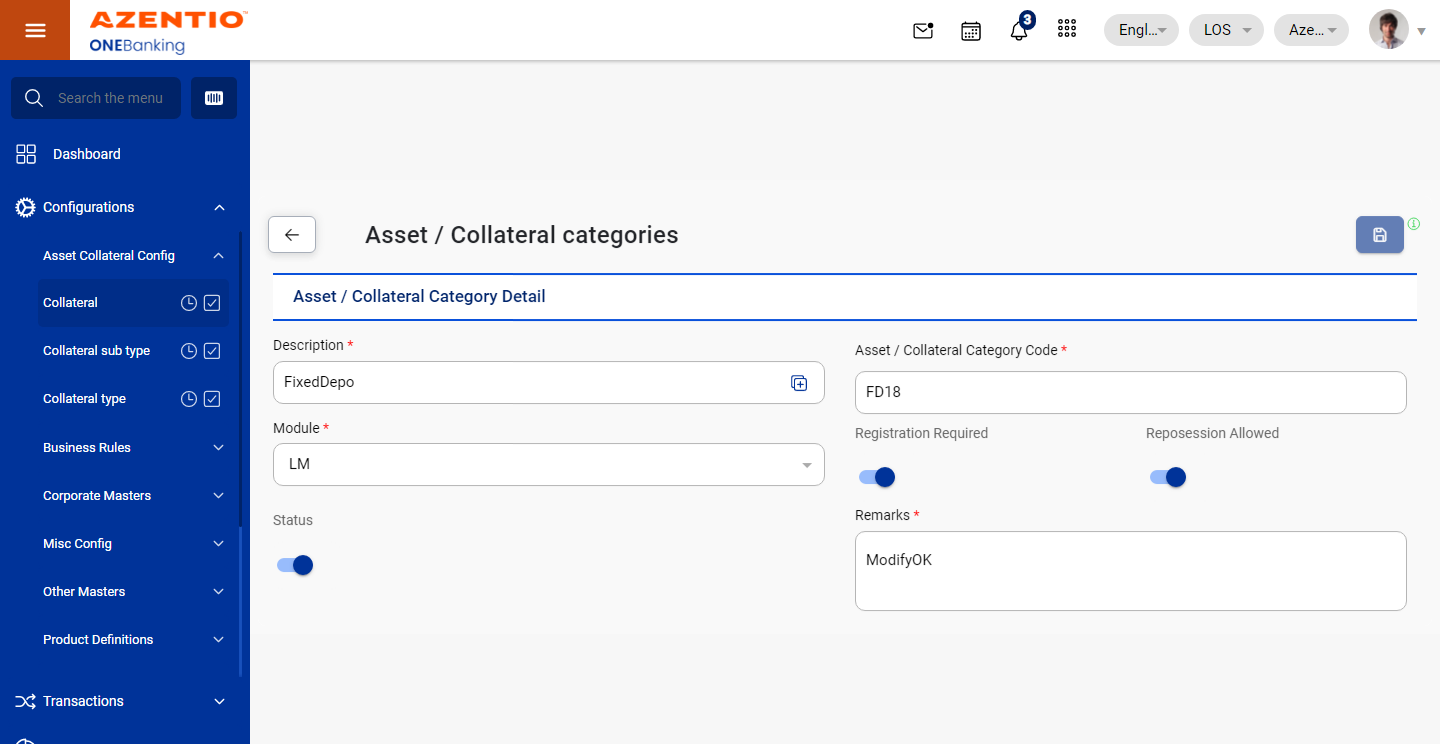 AZENTIO™
ONEBanking
3
Engl...
LOS
Aze...
Search the menu
Dashboard
Configurations
Asset Collateral Config
Collateral
Collateral sub type
Collateral type
Business Rules
Corporate Masters
Misc Config
Other Masters
Product Definitions
Transactions
Asset / Collateral categories
Asset / Collateral Category Detail
Description *
FixedDepo
Asset / Collateral Category Code *
FD18
Module *
LM
Registration Required
Reposession Allowed
Status
Remarks *
ModifyOK